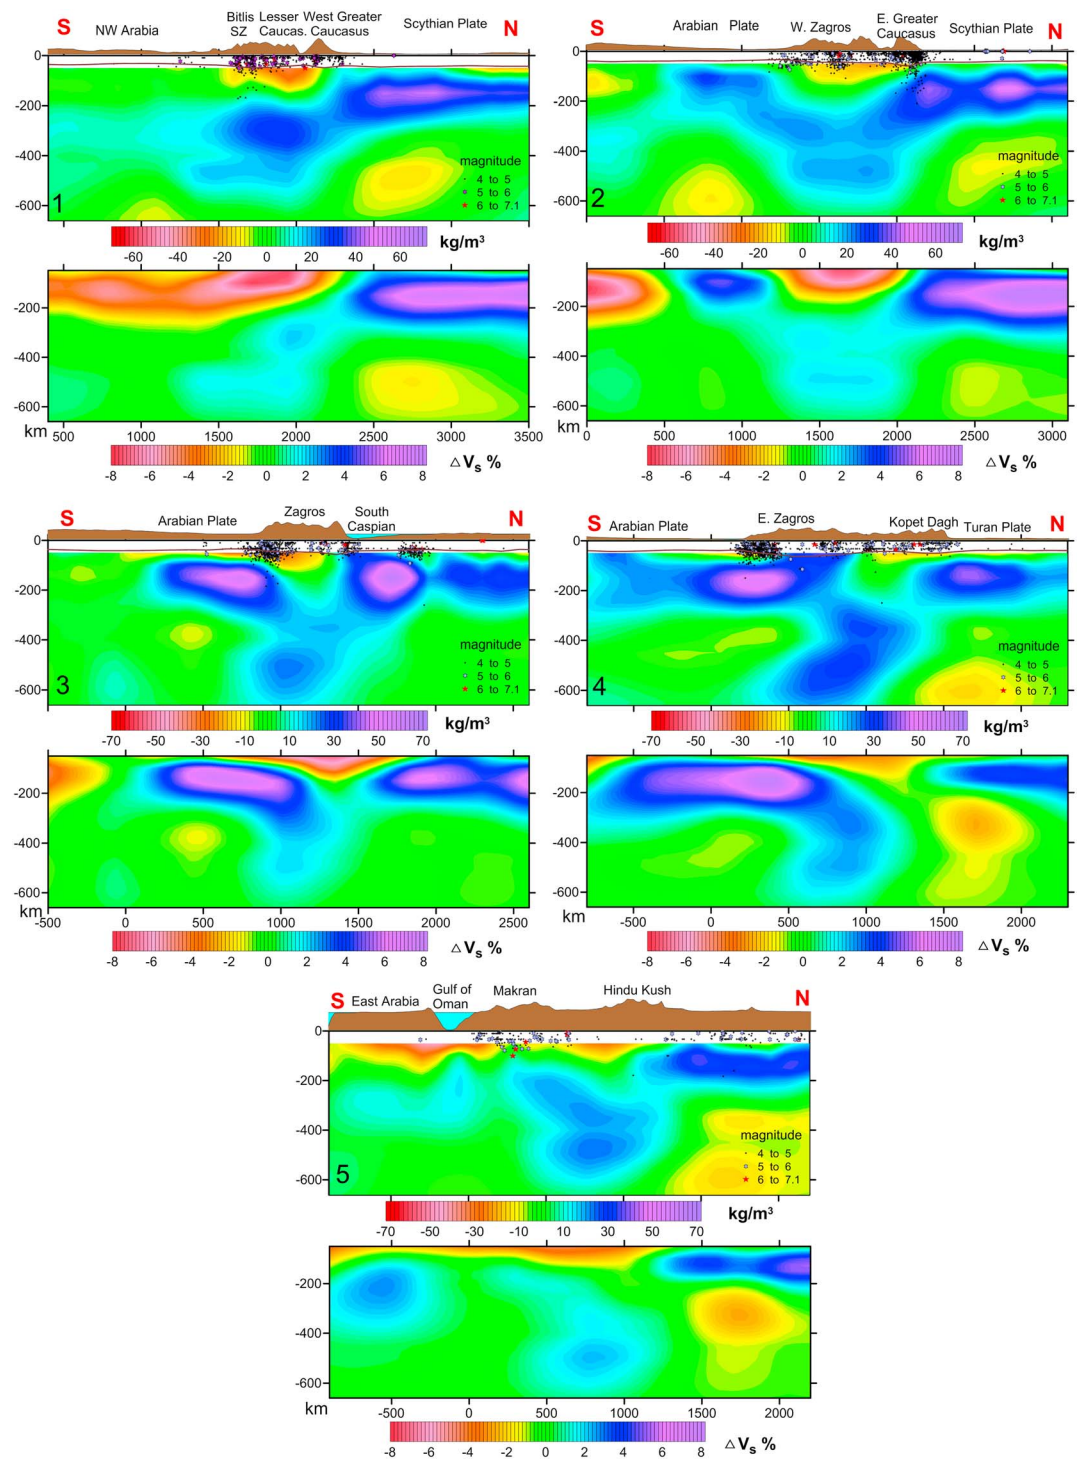 S NW Arabia Bitlis Lesser West Greater Scythian Plate N
SZ Caucas. Caucasus
0
-200
-400
-600
1
magnitude
4 to 5
5 to 6
6 to 7.1
-60 -40 -20 0 20 40 60 kg/m³
-200
-400
-600
km 500 1000 1500 2000 2500 3000 3500
-8 -6 -4 -2 0 2 4 6 8 △Vs %
S Arabian Plate W. Zagros E. Greater Scythian Plate N
Caucasus
0
-200
-400
-600
2
magnitude
4 to 5
5 to 6
6 to 7.1
-60 -40 -20 0 20 40 60 kg/m³
-200
-400
-600
0 500 1000 1500 2000 2500 3000
-8 -6 -4 -2 0 2 4 6 8 △Vs %
S Arabian Plate Zagros South N
Caspian
0
-200
-400
-600
3
magnitude
4 to 5
5 to 6
6 to 7.1
-70 -50 -30 -10 10 30 50 70 kg/m³
-200
-400
-600
km
-500 0 500 1000 1500 2000 2500
-8 -6 -4 -2 0 2 4 6 8 △Vs %
S Arabian Plate E. Zagros Kopet Dagh Turan Plate N
0
-200
-400
-600
4
magnitude
4 to 5
5 to 6
6 to 7.1
-70 -50 -30 -10 10 30 50 70 kg/m³
-200
-400
-600
-500 0 500 1000 1500 2000
-8 -6 -4 -2 0 2 4 6 8 △Vs %
S East Arabia Gulf of Makran Hindu Kush N
Oman
0
-200
-400
-600
5
magnitude
4 to 5
5 to 6
6 to 7.1
-70 -50 -30 -10 10 30 50 70 kg/m³
-200
-400
-600
km -500 0 500 1000 1500 2000
-8 -6 -4 -2 0 2 4 6 8 △Vs %